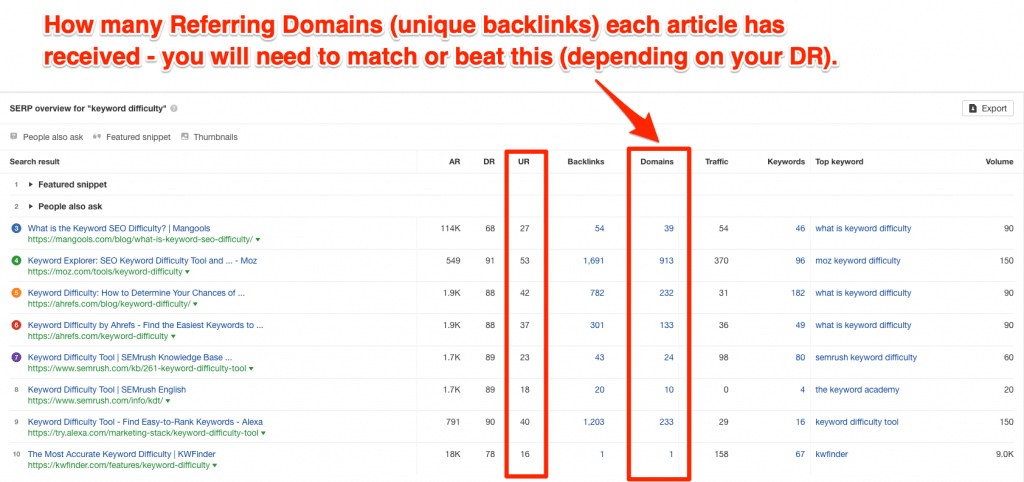 How many Referring Domains (unique backlinks) each article has
received - you will need to match or beat this (depending on your DR).
SERP overview for "keyword difficulty" ?
Export
People also ask Featured snippet Thumbnails
Search result AR DR UR Backlinks Domains Traffic Keywords Top keyword Volume
1 Featured snippet
2 People also ask
3 What is the Keyword SEO Difficulty? | Mangools 114K 68 27 54 39 54 46 what is keyword difficulty 90
https://mangools.com/blog/what-is-keyword-seo-difficulty/
4 Keyword Explorer: SEO Keyword Difficulty Tool and ... - Moz 549 91 53 1,691 913 370 96 moz keyword difficulty 150
https://moz.com/tools/keyword-difficulty
5 Keyword Difficulty: How to Determine Your Chances of ... 1.9K 88 42 782 232 31 182 what is keyword difficulty 90
https://ahrefs.com/blog/keyword-difficulty/
6 Keyword Difficulty by Ahrefs - Find the Easiest Keywords to ... 1.9K 88 37 301 133 36 49 what is keyword difficulty 90
https://ahrefs.com/keyword-difficulty
7 Keyword Difficulty Tool | SEMrush Knowledge Base ... 1.7K 89 23 43 24 98 80 semrush keyword difficulty 60
https://www.semrush.com/kb/261-keyword-difficulty-tool
8 Keyword Difficulty Tool | SEMrush English 1.7K 89 18 20 10 0 4 the keyword academy 20
https://www.semrush.com/info/kdt/
9 Keyword Difficulty Tool - Find Easy-to-Rank Keywords - Alexa 791 90 40 1,203 233 29 16 keyword difficulty tool 150
https://try.alexa.com/marketing-stack/keyword-difficulty-tool
10 The Most Accurate Keyword Difficulty | KWFinder 18K 78 16 1 1 158 67 kwfinder 9.0K
https://kwfinder.com/features/keyword-difficulty